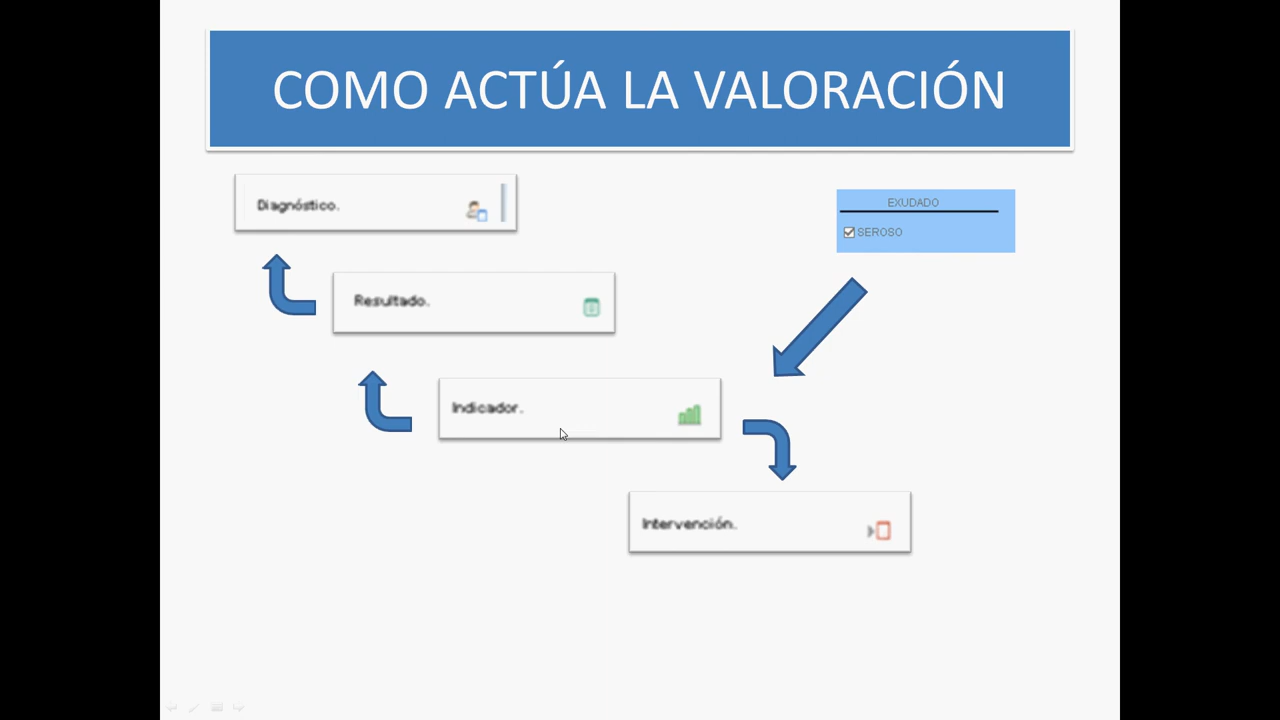 COMO ACTÚA LA VALORACIÓN
Diagnóstico.
EXUDADO
SEROSO
Resultado.
Indicador.
Intervención.